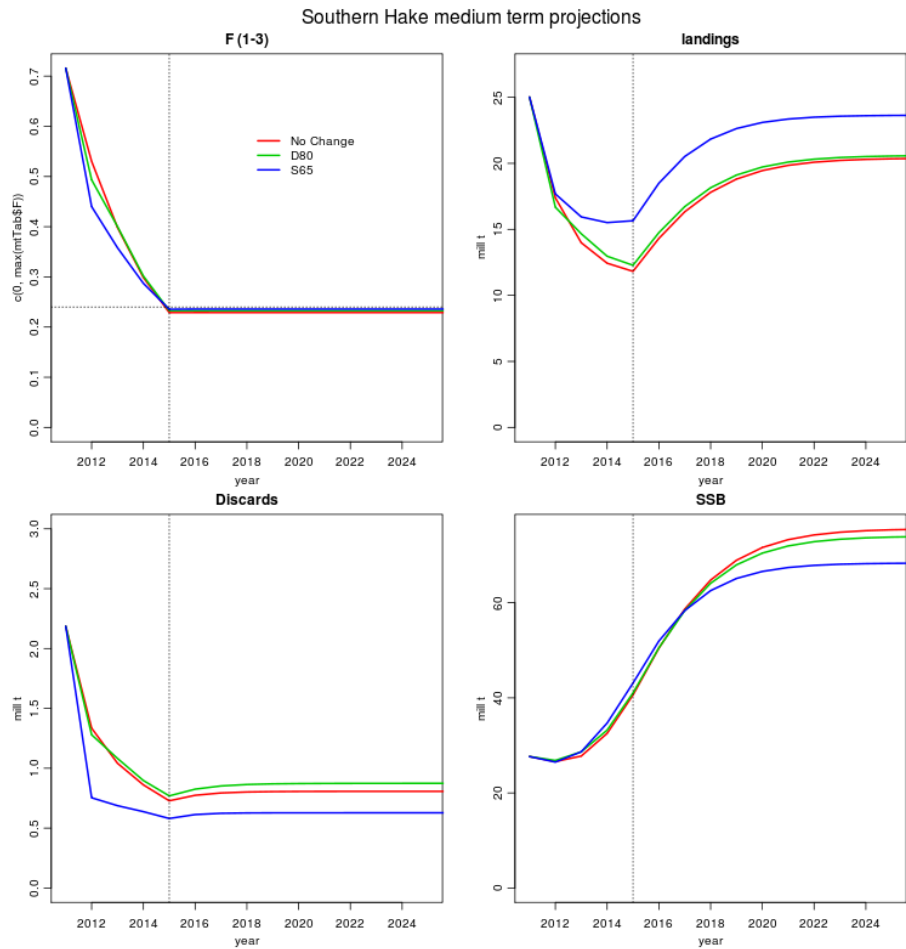 Southern Hake medium term projections
F (1-3)
c(0, max(mtTab$F))
0.7
0.6
0.5
0.4
0.3
0.2
0.1
0.0
No Change
D80
S65
2012 2014 2016 2018 2020 2022 2024
year
landings
mill t
25
20
15
10
5
0
2012 2014 2016 2018 2020 2022 2024
year
Discards
mill t
3.0
2.5
2.0
1.5
1.0
0.5
0.0
2012 2014 2016 2018 2020 2022 2024
year
SSB
mill t
60
40
20
0
2012 2014 2016 2018 2020 2022 2024
year